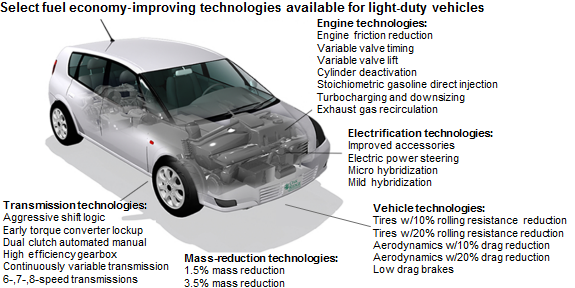 Select fuel economy-improving technologies available for light-duty vehicles
Engine technologies:
Engine friction reduction
Variable valve timing
Variable valve lift
Cylinder deactivation
Stoichiometric gasoline direct injection
Turbocharging and downsizing
Exhaust gas recirculation
Electrification technologies:
Improved accessories
Electric power steering
Micro hybridization
Mild hybridization
Transmission technologies:
Aggressive shift logic
Early torque converter lockup
Dual clutch automated manual
High efficiency gearbox
Continuously variable transmission
6-,7-,8-speed transmissions
Mass-reduction technologies:
1.5% mass reduction
3.5% mass reduction
Vehicle technologies:
Tires w/10% rolling resistance reduction
Tires w/20% rolling resistance reduction
Aerodynamics w/10% drag reduction
Aerodynamics w/20% drag reduction
Low drag brakes